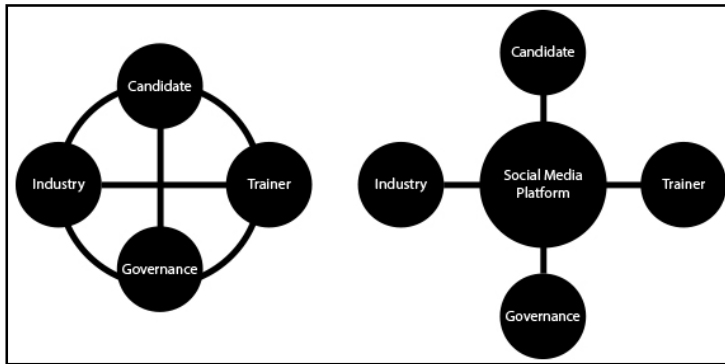 Candidate
Industry
Trainer
Governance
Candidate
Industry
Social Media
Platform
Trainer
Governance